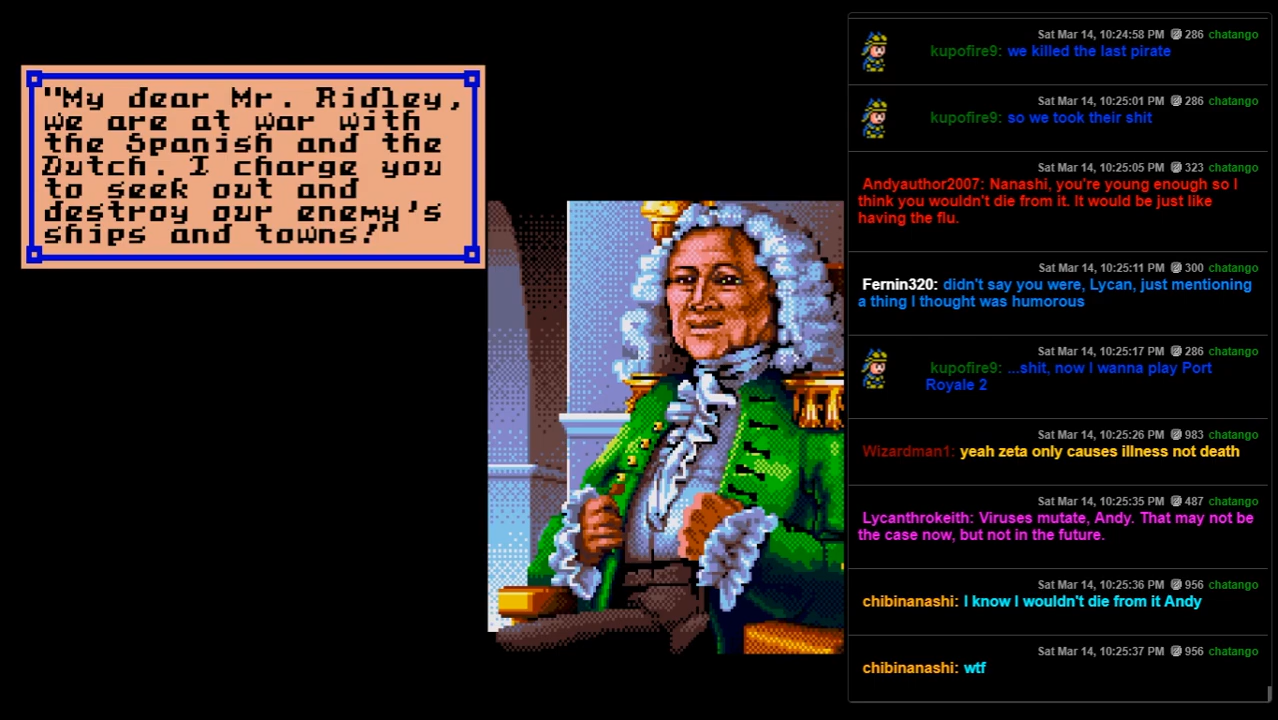 "My dear Mr. Ridley,
we are at war with
the Spanish and the
Dutch. I charge you
to seek out and
destroy our enemy's
ships and towns!"
Sat Mar 14, 10:24:58 PM 286 chatango
kupofire9: we killed the last pirate
Sat Mar 14, 10:25:01 PM 286 chatango
kupofire9: so we took their shit
Sat Mar 14, 10:25:05 PM 323 chatango
Andyauthor2007: Nanashi, you're young enough so I
think you wouldn't die from it. It would be just like
having the flu.
Sat Mar 14, 10:25:11 PM 300 chatango
Fernin320: didn't say you were, Lycan, just mentioning
a thing I thought was humorous
Sat Mar 14, 10:25:17 PM 286 chatango
kupofire9: ...shit, now I wanna play Port
Royale 2
Sat Mar 14, 10:25:26 PM 983 chatango
Wizardman1: yeah zeta only causes illness not death
Sat Mar 14, 10:25:35 PM 487 chatango
Lycanthrokeith: Viruses mutate, Andy. That may not be
the case now, but not in the future.
Sat Mar 14, 10:25:36 PM 956 chatango
chibinanashi: I know I wouldn't die from it Andy
Sat Mar 14, 10:25:37 PM 956 chatango
chibinanashi: wtf